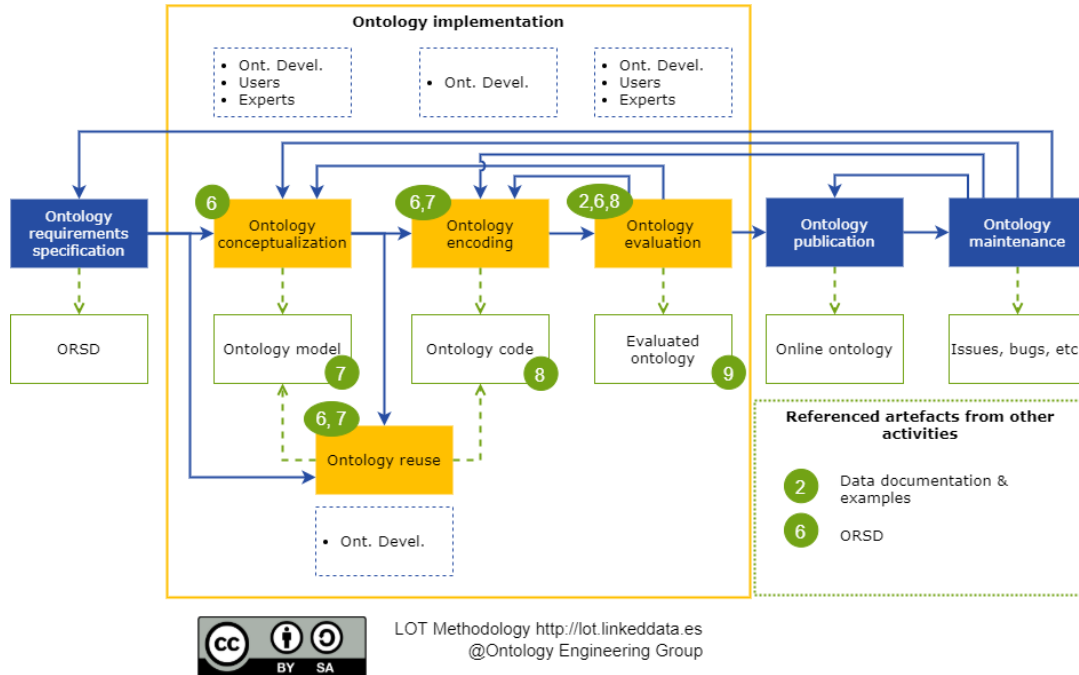 Ontology implementation
• Ont. Devel.
• Users
• Experts
• Ont. Devel.
• Ont. Devel.
• Users
• Experts
Ontology
requirements
specification
6
Ontology
conceptualization
6,7
Ontology
encoding
2,6,8
Ontology
evaluation
Ontology
publication
Ontology
maintenance
ORSD
Ontology model
7
Ontology code
8
Evaluated
ontology
9
Online ontology
Issues, bugs, etc
6, 7
Ontology reuse
• Ont. Devel.
Referenced artefacts from other
activities
2
Data documentation &
examples
6
ORSD
cc
BY SA
LOT Methodology http://lot.linkeddata.es
@Ontology Engineering Group